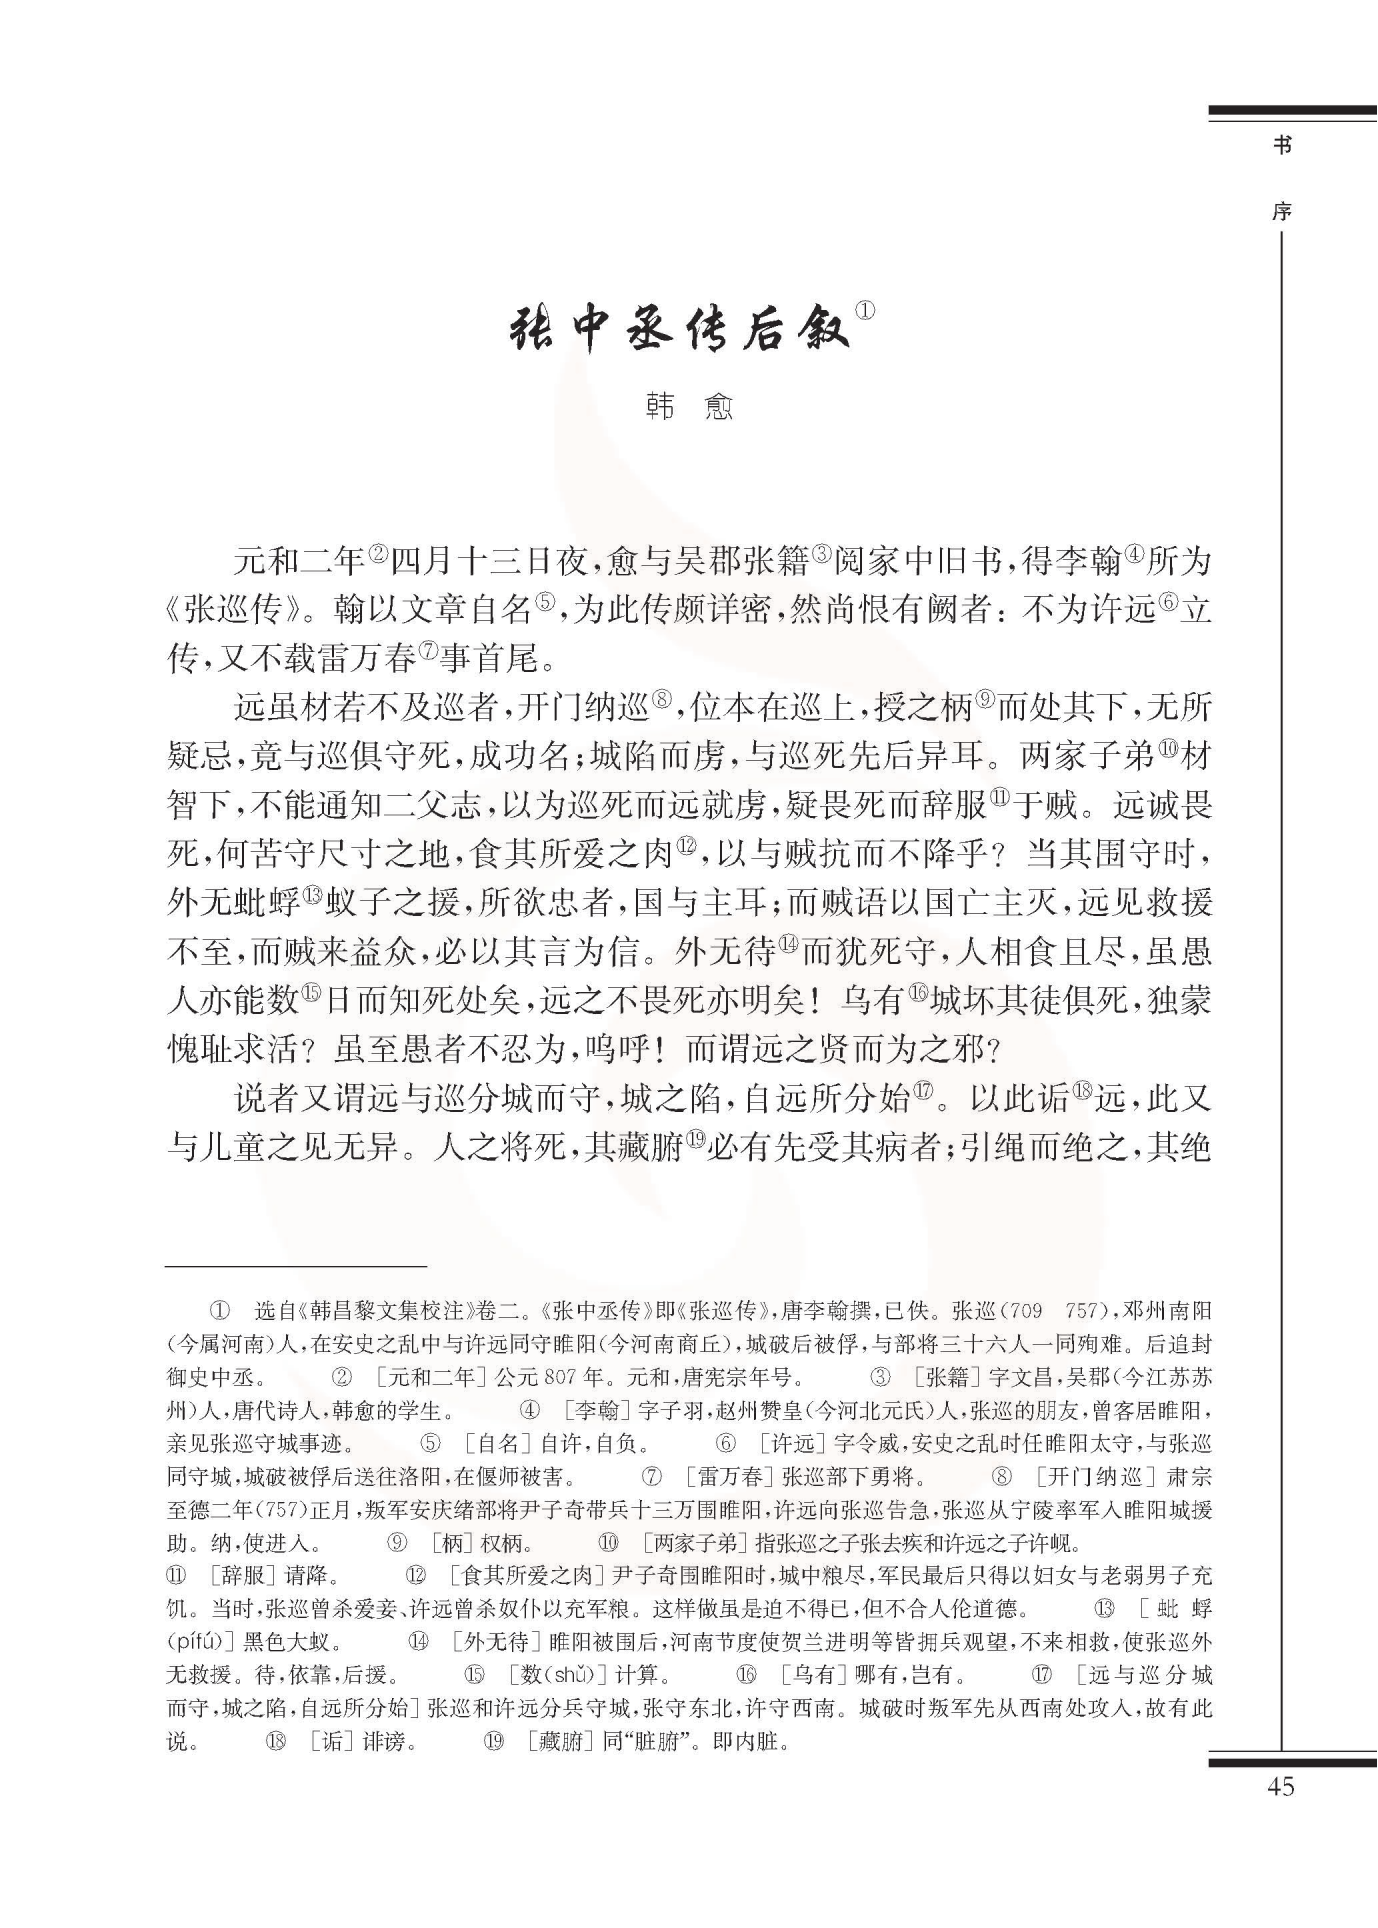 书
序
张中丞传后叙①
韩 愈
元和二年②四月十三日夜,愈与吴郡张籍③阅家中旧书,得李翰④所为
《张巡传》。翰以文章自名⑤,为此传颇详密,然尚恨有阙者：不为许远⑥立
传,又不载雷万春⑦事首尾。
远虽材若不及巡者,开门纳巡⑧,位本在巡上,授之柄⑨而处其下,无所
疑忌,竟与巡俱守死,成功名;城陷而虏,与巡死先后异耳。两家子弟⑩材
智下,不能通知二父志,以为巡死而远就虏,疑畏死而辞服⑪于贼。远诚畏
死,何苦守尺寸之地,食其所爱之肉⑫,以与贼抗而不降乎？当其围守时,
外无蚍蜉⑬蚁子之援,所欲忠者,国与主耳;而贼语以国亡主灭,远见救援
不至,而贼来益众,必以其言为信。外无待⑭而犹死守,人相食且尽,虽愚
人亦能数⑮日而知死处矣,远之不畏死亦明矣！乌有⑯城坏其徒俱死,独蒙
愧耻求活？虽至愚者不忍为,呜呼！而谓远之贤而为之邪？
说者又谓远与巡分城而守,城之陷,自远所分始⑰。以此诟⑱远,此又
与儿童之见无异。人之将死,其藏腑⑲必有先受其病者;引绳而绝之,其绝
① 选自《韩昌黎文集校注》卷二。《张中丞传》即《张巡传》,唐李翰撰,已佚。张巡(709 757),邓州南阳
(今属河南)人,在安史之乱中与许远同守睢阳(今河南商丘),城破后被俘,与部将三十六人一同殉难。后追封
御史中丞。 ② ［元和二年］公元807年。元和,唐宪宗年号。 ③ ［张籍］字文昌,吴郡(今江苏苏
州)人,唐代诗人,韩愈的学生。 ④ ［李翰］字子羽,赵州赞皇(今河北元氏)人,张巡的朋友,曾客居睢阳,
亲见张巡守城事迹。 ⑤ ［自名］自许,自负。 ⑥ ［许远］字令威,安史之乱时任睢阳太守,与张巡
同守城,城破被俘后送往洛阳,在偃师被害。 ⑦ ［雷万春］张巡部下勇将。 ⑧ ［开门纳巡］肃宗
至德二年(757)正月,叛军安庆绪部将尹子奇带兵十三万围睢阳,许远向张巡告急,张巡从宁陵率军入睢阳城援
助。纳,使进入。 ⑨ ［柄］权柄。 ⑩ ［两家子弟］指张巡之子张去疾和许远之子许岘。
⑪ ［辞服］请降。 ⑫ ［食其所爱之肉］尹子奇围睢阳时,城中粮尽,军民最后只得以妇女与老弱男子充
饥。当时,张巡曾杀爱妾、许远曾杀奴仆以充军粮。这样做虽是迫不得已,但不合人伦道德。 ⑬ ［蚍蜉
(pífú)］黑色大蚁。 ⑭ ［外无待］睢阳被围后,河南节度使贺兰进明等皆拥兵观望,不来相救,使张巡外
无救援。待,依靠,后援。 ⑮ ［数(shǔ)］计算。 ⑯ ［乌有］哪有,岂有。 ⑰ ［远与巡分城
而守,城之陷,自远所分始］张巡和许远分兵守城,张守东北,许守西南。城破时叛军先从西南处攻入,故有此
说。 ⑱ ［诟］诽谤。 ⑲ ［藏腑］同“脏腑”。即内脏。
45